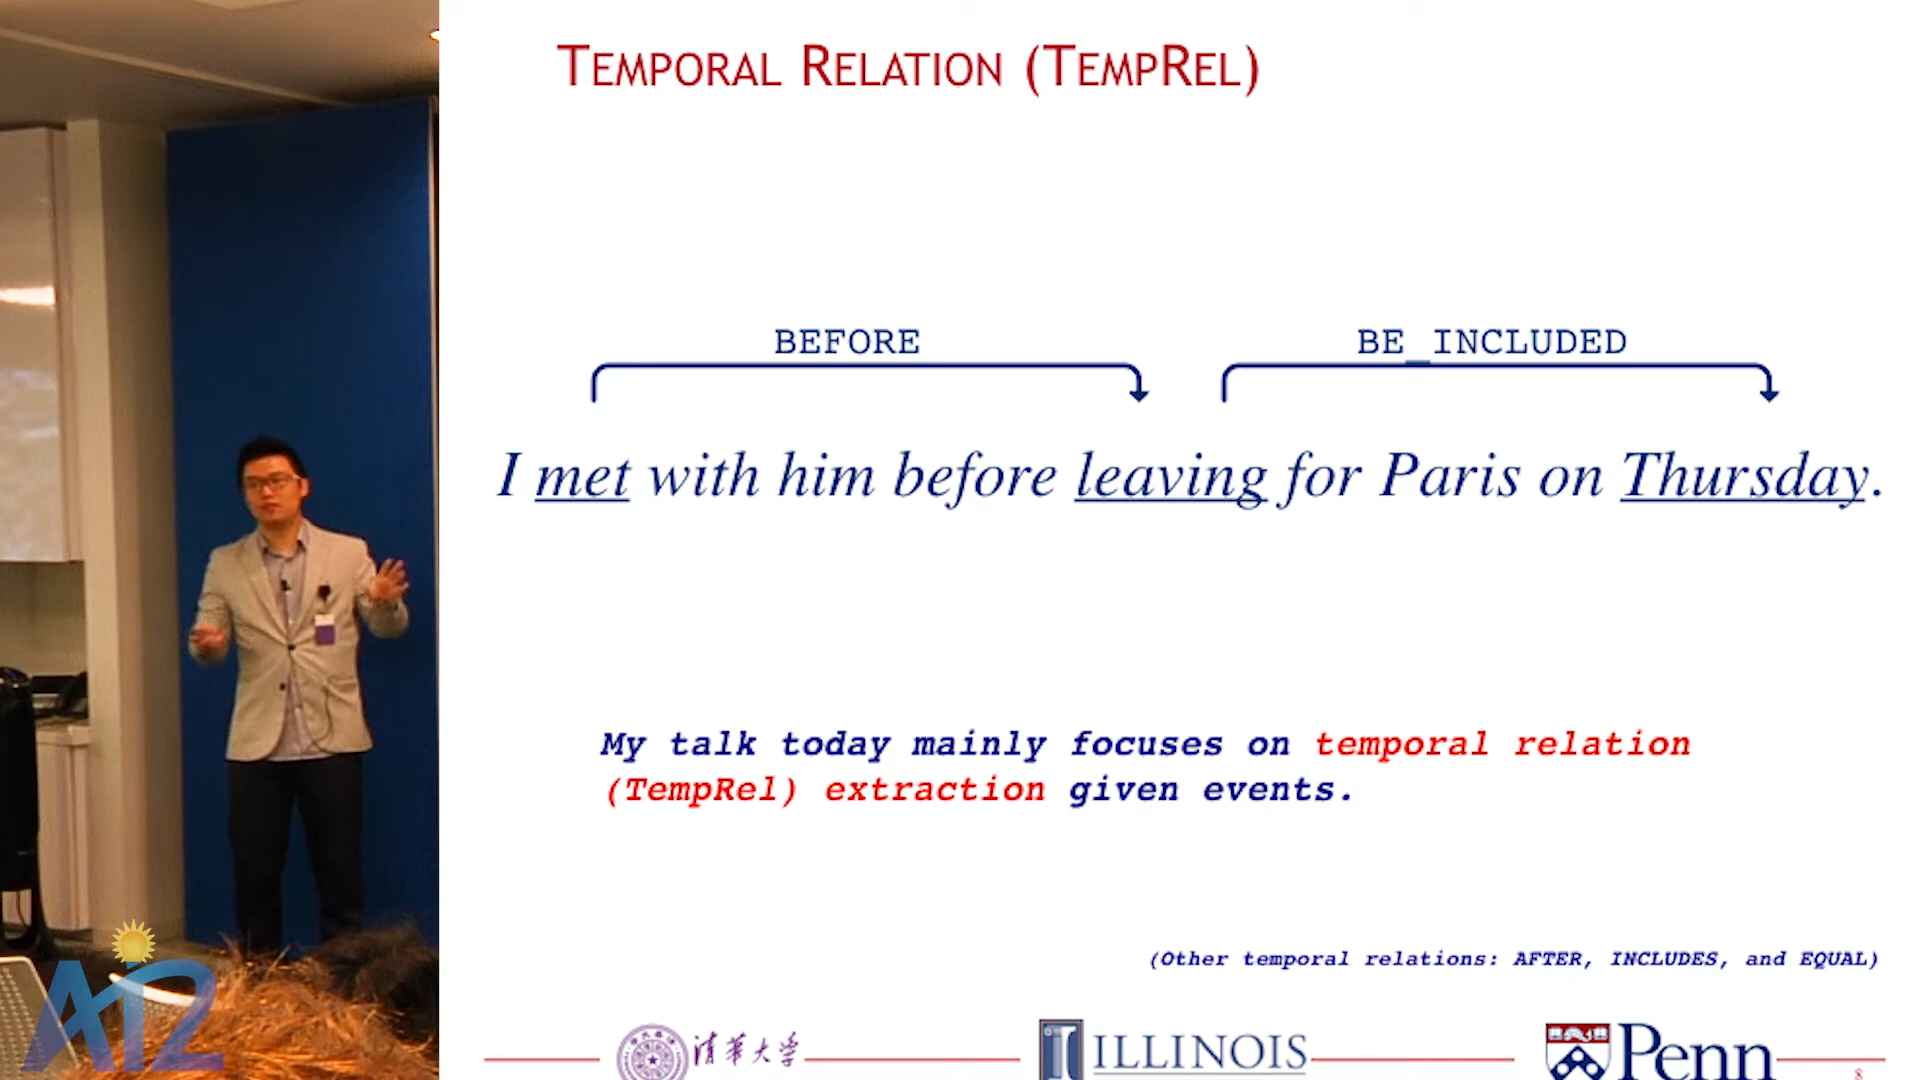 TEMPORAL RELATION (TEMPREL)
BEFORE
BE_INCLUDED
I met with him before leaving for Paris on Thursday.
My talk today mainly focuses on temporal relation
(TempRel) extraction given events.
(Other temporal relations: AFTER, INCLUDES, and EQUAL)
清華大学
ILLINOIS
Penn
8
AI2